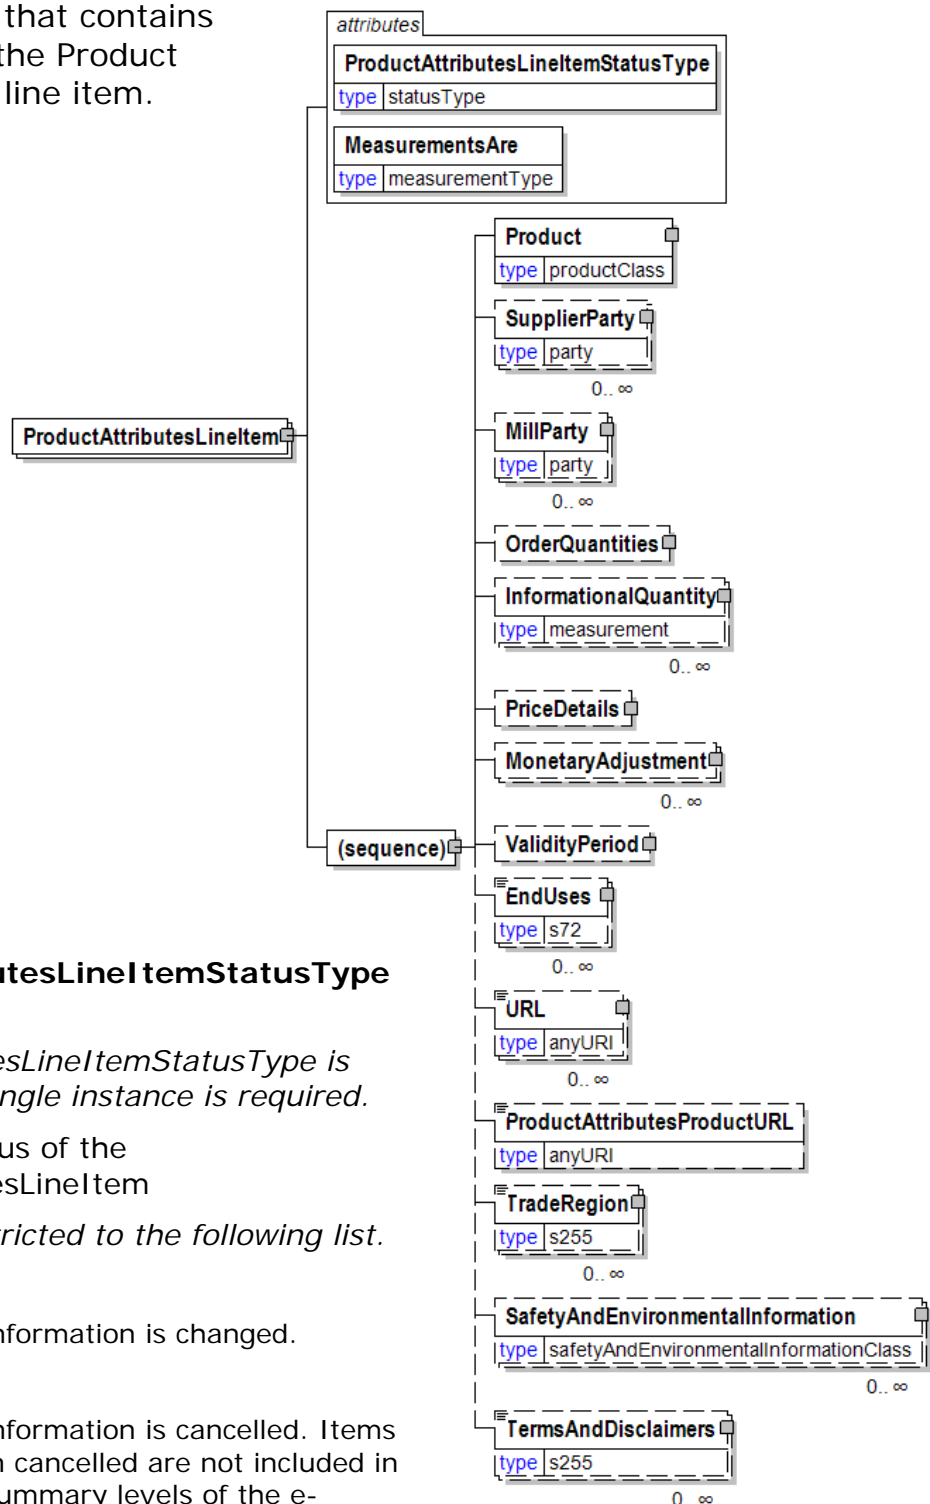 that contains
the Product
line item.
attributes
ProductAttributesLineItemStatusType
type statusType
MeasurementsAre
type measurementType
Product
type productClass
SupplierParty
type party
0.. ∞
ProductAttributesLineItem
MillParty
type party
0.. ∞
OrderQuantities
InformationalQuantity
type measurement
0.. ∞
PriceDetails
MonetaryAdjustment
0.. ∞
(sequence)
ValidityPeriod
EndUses
type s72
0.. ∞
URL
type anyURI
0.. ∞
ProductAttributesProductURL
type anyURI
TradeRegion
type s255
0.. ∞
SafetyAndEnvironmentalInformation
type safetyAndEnvironmentalInformationClass
0.. ∞
TermsAndDisclaimers
type s255
0.. ∞
utesLineItemStatusType
esLineItemStatusType is
ngle instance is required.
us of the
esLineItem
tricted to the following list.
nformation is changed.
nformation is cancelled. Items
n cancelled are not included in
ummary levels of the e-